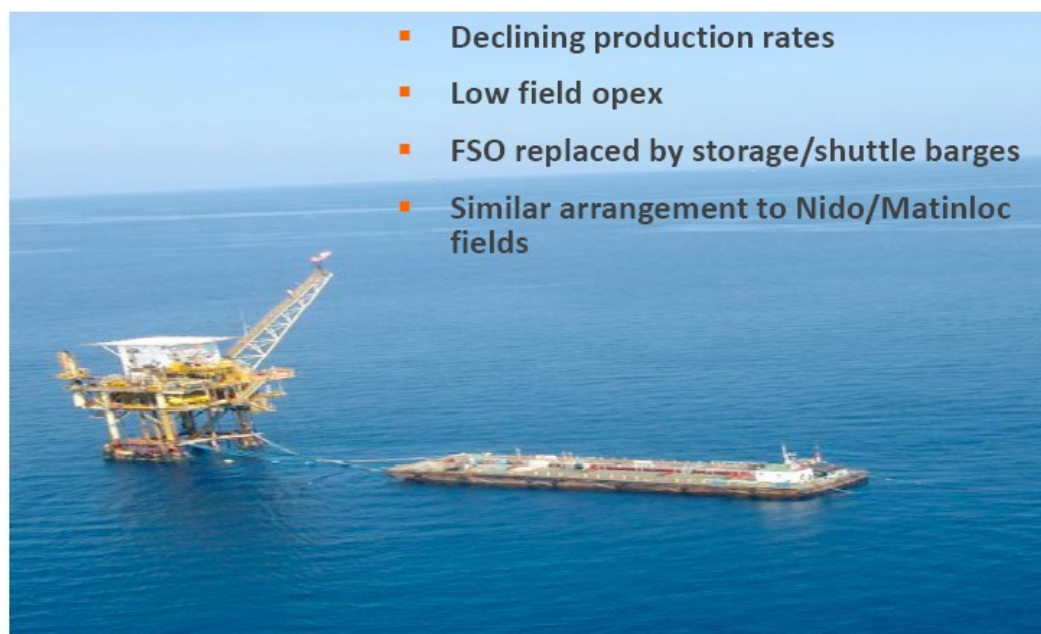 ▪ Declining production rates
▪ Low field opex
▪ FSO replaced by storage/shuttle barges
▪ Similar arrangement to Nido/Matinloc
fields